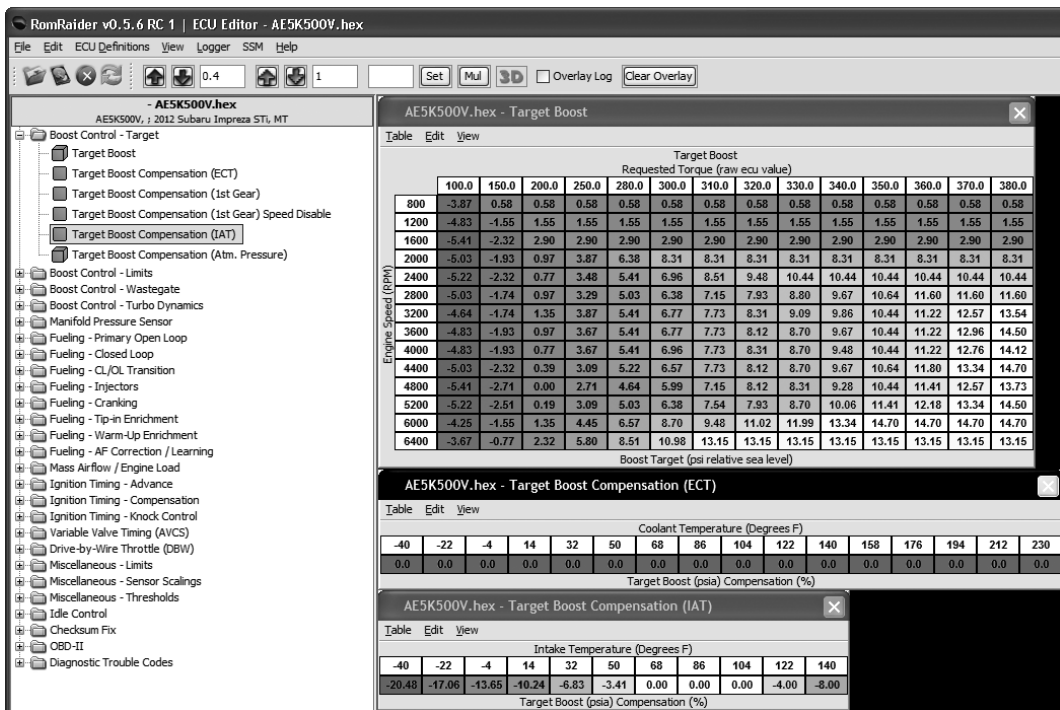 RomRaider v0.5.6 RC 1 | ECU Editor - AE5K500V.hex
File Edit ECU Definitions View Logger SSM Help
0.4 1 Set Mul 3D Overlay Log Clear Overlay
- AE5K500V.hex
AE5K500V, ; 2012 Subaru Impreza STi, MT
Boost Control - Target
Target Boost
Target Boost Compensation (ECT)
Target Boost Compensation (1st Gear)
Target Boost Compensation (1st Gear) Speed Disable
Target Boost Compensation (IAT)
Target Boost Compensation (Atm. Pressure)
Boost Control - Limits
Boost Control - Wastegate
Boost Control - Turbo Dynamics
Manifold Pressure Sensor
Fueling - Primary Open Loop
Fueling - Closed Loop
Fueling - CL/OL Transition
Fueling - Injectors
Fueling - Cranking
Fueling - Tip-in Enrichment
Fueling - Warm-Up Enrichment
Fueling - AF Correction / Learning
Mass Airflow / Engine Load
Ignition Timing - Advance
Ignition Timing - Compensation
Ignition Timing - Knock Control
Variable Valve Timing (AVCS)
Drive-by-Wire Throttle (DBW)
Miscellaneous - Limits
Miscellaneous - Sensor Scalings
Miscellaneous - Thresholds
Idle Control
Checksum Fix
OBD-II
Diagnostic Trouble Codes
AE5K500V.hex - Target Boost
Table Edit View
Target Boost
Requested Torque (raw ecu value)
100.0 150.0 200.0 250.0 280.0 300.0 310.0 320.0 330.0 340.0 350.0 360.0 370.0 380.0
Engine Speed (RPM)
800 -3.87 0.58 0.58 0.58 0.58 0.58 0.58 0.58 0.58 0.58 0.58 0.58 0.58 0.58
1200 -4.83 -1.55 1.55 1.55 1.55 1.55 1.55 1.55 1.55 1.55 1.55 1.55 1.55 1.55
1600 -5.41 -2.32 2.90 2.90 2.90 2.90 2.90 2.90 2.90 2.90 2.90 2.90 2.90 2.90
2000 -5.03 -1.93 0.97 3.87 6.38 8.31 8.31 8.31 8.31 8.31 8.31 8.31 8.31 8.31
2400 -5.22 -2.32 0.77 3.48 5.41 6.96 8.51 9.48 10.44 10.44 10.44 10.44 10.44 10.44
2800 -5.03 -1.74 0.97 3.29 5.03 6.38 7.15 7.93 8.80 9.67 10.64 11.60 11.60 11.60
3200 -4.64 -1.74 1.35 3.87 5.41 6.77 7.73 8.31 9.09 9.86 10.44 11.22 12.57 13.54
3600 -4.83 -1.93 0.97 3.67 5.41 6.77 7.73 8.12 8.70 9.67 10.44 11.22 12.96 14.50
4000 -4.83 -1.93 0.77 3.67 5.41 6.96 7.73 8.31 8.70 9.48 10.44 11.22 12.76 14.12
4400 -5.03 -2.32 0.39 3.09 5.22 6.57 7.73 8.12 8.70 9.67 10.64 11.80 13.34 14.70
4800 -5.41 -2.71 0.00 2.71 4.64 5.99 7.15 8.12 8.31 9.28 10.44 11.41 12.57 13.73
5200 -5.22 -2.51 0.19 3.09 5.03 6.38 7.54 7.93 8.70 10.06 11.41 12.18 13.34 14.50
6000 -4.25 -1.55 1.35 4.45 6.57 8.70 9.48 11.02 11.99 13.34 14.70 14.70 14.70 14.70
6400 -3.67 -0.77 2.32 5.80 8.51 10.98 13.15 13.15 13.15 13.15 13.15 13.15 13.15 13.15
Boost Target (psi relative sea level)
AE5K500V.hex - Target Boost Compensation (ECT)
Table Edit View
Coolant Temperature (Degrees F)
-40 -22 -4 14 32 50 68 86 104 122 140 158 176 194 212 230
0.0 0.0 0.0 0.0 0.0 0.0 0.0 0.0 0.0 0.0 0.0 0.0 0.0 0.0 0.0 0.0
Target Boost (psia) Compensation (%)
AE5K500V.hex - Target Boost Compensation (IAT)
Table Edit View
Intake Temperature (Degrees F)
-40 -22 -4 14 32 50 68 86 104 122 140
-20.48 -17.06 -13.65 -10.24 -6.83 -3.41 0.00 0.00 0.00 -4.00 -8.00
Target Boost (psia) Compensation (%)